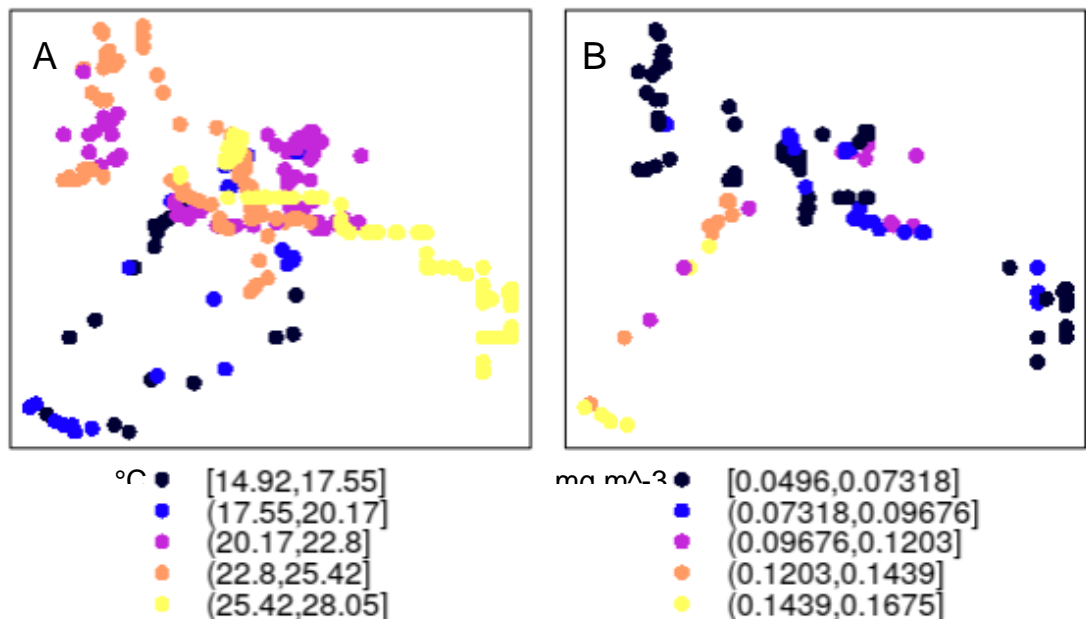 A
B
°C
[14.92,17.55]
(17.55,20.17]
(20.17,22.8]
(22.8,25.42]
(25.42,28.05]
mg m^-3
[0.0496,0.07318]
(0.07318,0.09676]
(0.09676,0.1203]
(0.1203,0.1439]
(0.1439,0.1675]